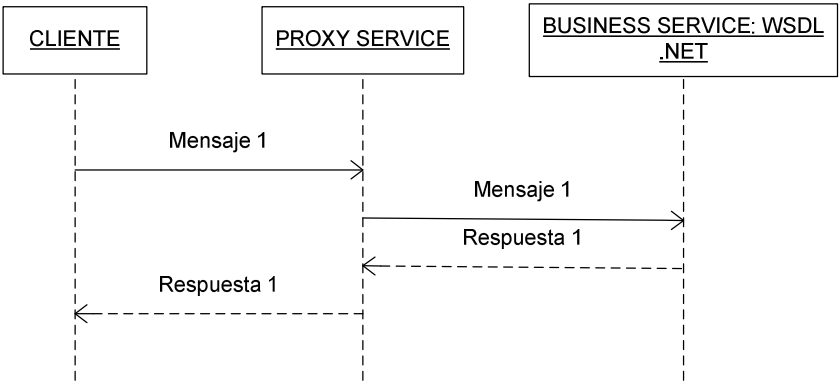 CLIENTE
PROXY SERVICE
BUSINESS SERVICE: WSDL
.NET
Mensaje 1
Mensaje 1
Respuesta 1
Respuesta 1